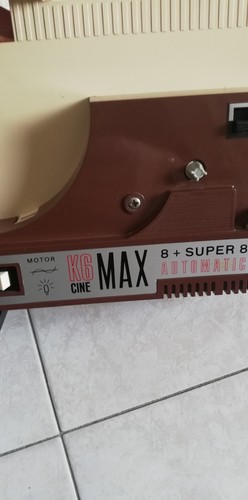 MOTOR
K6
CINE
MAX
8 + SUPER 8
AUTOMATIC